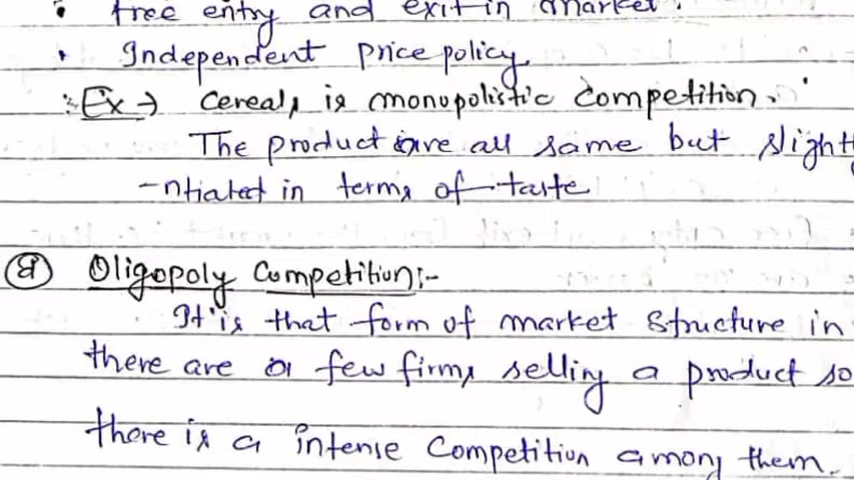 • free entry and exit in market.
• Independent price policy
Ex → Cereals is monopolistic competition.
The product are all same but slight
-ntiated in terms of taste
Oligopoly Competition:-
It is that form of market structure in
there are a few firms selling a product so
there is a intense Competition among them.